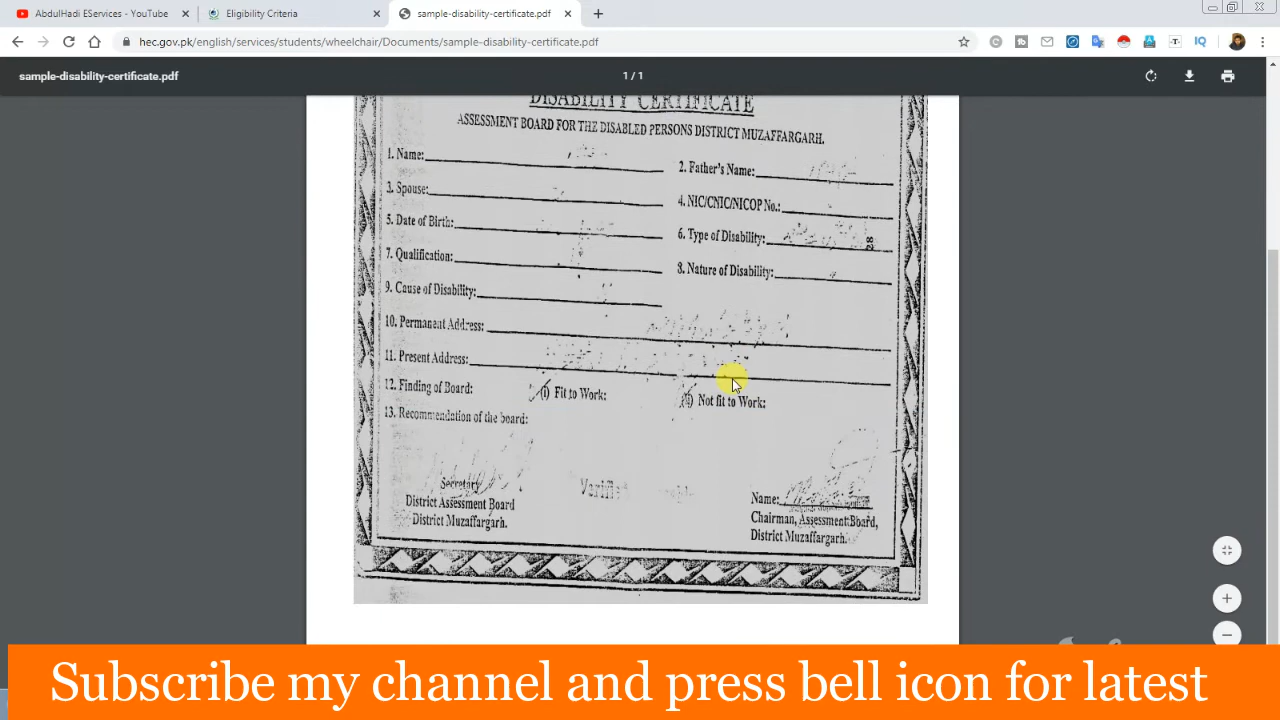 AbdulHadi EServices - YouTube
Eligibility Criteria
sample-disability-certificate.pdf
hec.gov.pk/english/services/students/wheelchair/Documents/sample-disability-certificate.pdf
sample-disability-certificate.pdf
1 / 1
DISABILITY CERTIFICATE
ASSESSMENT BOARD FOR THE DISABLED PERSONS DISTRICT MUZAFFARGARH.
1. Name:
2. Father's Name:
3. Spouse:
4. NIC/CNIC/NICOP No.:
5. Date of Birth:
6. Type of Disability:
28
7. Qualification:
8. Nature of Disability:
9. Cause of Disability:
10. Permanent Address:
11. Present Address:
12. Finding of Board:
(i) Fit to Work:
(ii) Not fit to Work:
13. Recommendation of the board:
Secretary
District Assessment Board
District Muzaffargarh.
Verified
Name:
Chairman, Assessment Board,
District Muzaffargarh.
Subscribe my channel and press bell icon for latest